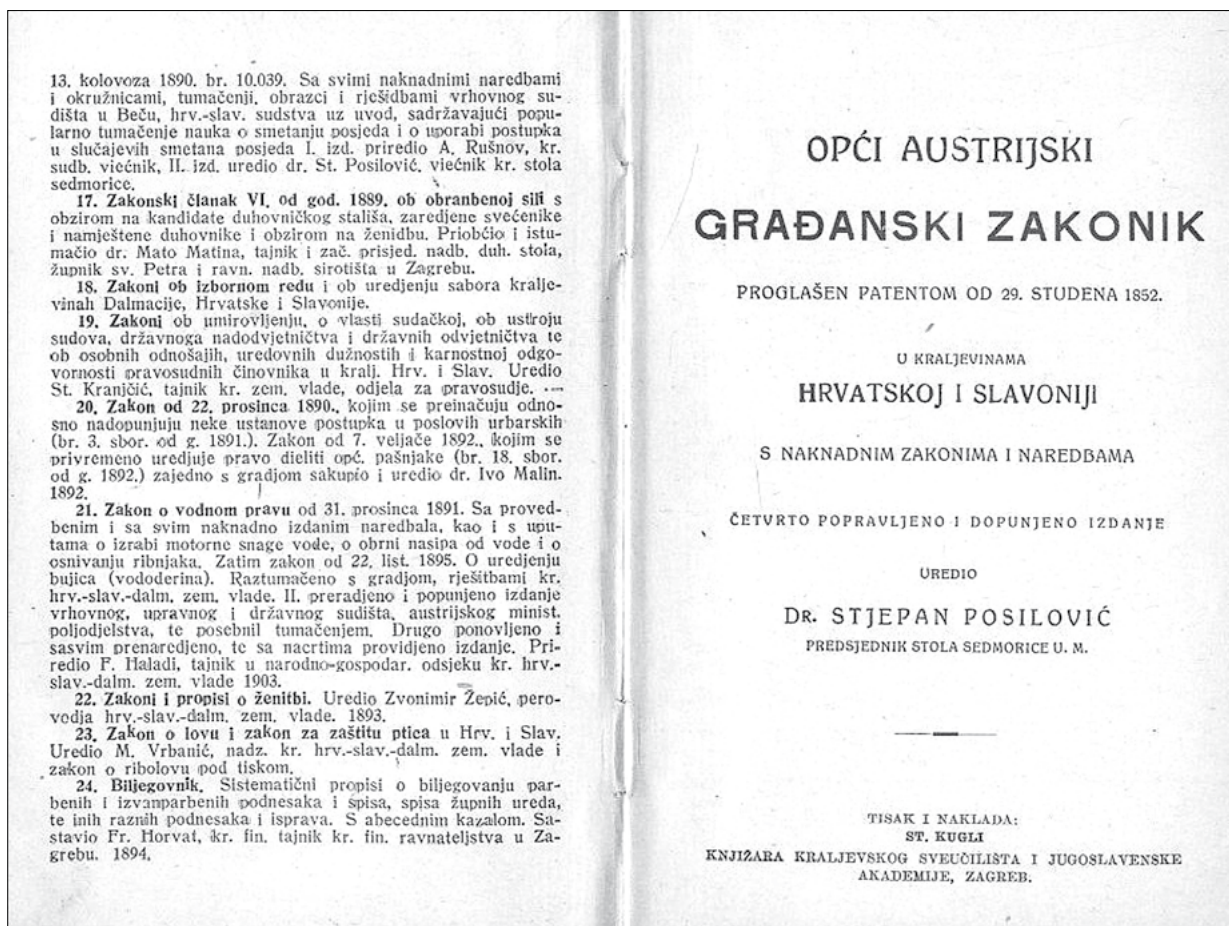 13. kolovoza 1890. br. 10.039. Sa svimi naknadnimi naredbami
i okružnicami, tumačenji, obrazci i rješidbami vrhovnog su-
dišta u Beču, hrv.-slav. sudstva uz uvod, sadržavajući popu-
larno tumačenje nauka o smetanju posjeda i o uporabi postupka
u slučajevih smetana posjeda I. izd. priredio A. Rušnov, kr.
sudb. viećnik, II. izd. uredio dr. St. Posilović, viećnik kr. stola
sedmorice.
17. Zakonski članak VI. od god. 1889. ob obranbenoj sili s
obzirom na kandidate duhovničkog stališa, zaredjene svećenike
i namještene duhovnike i obzirom na ženidbu. Priobćio i istu-
mačio dr. Mato Matina, tajnik i zač. prisjed. nadb. duh. stola,
župnik sv. Petra i ravn. nadb. sirotišta u Zagrebu.
18. Zakoni ob izbornom redu i ob uredjenju sabora kralje-
vinah Dalmacije, Hrvatske i Slavonije.
19. Zakoni ob umirovljenju, o vlasti sudačkoj, ob ustroju
sudova, državnoga nadodvjetničtva i državnih odvjetničtva te
ob osobnih odnošajih, uredovnih dužnostih i karnostnoj odgo-
vornosti pravosudnih činovnika u kralj. Hrv. i Slav. Uredio
St. Kranjčić, tajnik kr. zem. vlade, odjela za pravosudje.
20. Zakon od 22. prosinca 1890., kojim se preinačuju odno-
sno nadopunjuju neke ustanove postupka u poslovih urbarskih
(br. 3. sbor. od g. 1891.). Zakon od 7. veljače 1892., kojim se
privremeno uredjuje pravo dieliti opć. pašnjake (br. 18. sbor.
od g. 1892.) zajedno s gradjom sakupio i uredio dr. Ivo Malin.
1892.
21. Zakon o vodnom pravu od 31. prosinca 1891. Sa proved-
benim i sa svim naknadno izdanim naredbala, kao i s upu-
tama o izrabi motorne snage vode, o obrni nasipa od vode i o
osnivanju ribnjaka. Zatim zakon od 22. list. 1895. O uredjenju
bujica (vododerina). Raztumačeno s gradjom, rješitbami kr.
hrv.-slav.-dalm. zem. vlade. II. preradjeno i popunjeno izdanje
vrhovnog, upravnog i državnog sudišta, austrijskog minist.
poljodjelstva, te posebnil tumačenjem. Drugo ponovljeno i
sasvim prenaredjeno, te sa nacrtima providjeno izdanje. Pri-
redio F. Haladi, tajnik u narodno-gospodar. odsjeku kr. hrv.-
slav.-dalm. zem. vlade 1903.
22. Zakoni i propisi o ženitbi. Uredio Zvonimir Žepić, pero-
vodja hrv.-slav.-dalm. zem. vlade. 1893.
23. Zakon o lovu i zakon za zaštitu ptica u Hrv. i Slav.
Uredio M. Vrbanić, nadz. kr. hrv.-slav.-dalm. zem. vlade i
zakon o ribolovu pod tiskom.
24. Biljegovnik. Sistematični propisi o biljegovanju par-
benih i izvanparbenih podnesaka i spisa, spisa župnih ureda,
te inih raznih podnesaka i isprava. S abecednim kazalom. Sa-
stavio Fr. Horvat, kr. fin. tajnik kr. fin. ravnateljstva u Za-
grebu. 1894.
OPĆI AUSTRIJSKI
GRAĐANSKI ZAKONIK
PROGLAŠEN PATENTOM OD 29. STUDENA 1852.
U KRALJEVINAMA
HRVATSKOJ I SLAVONIJI
S NAKNADNIM ZAKONIMA I NAREDBAMA
ČETVRTO POPRAVLJENO I DOPUNJENO IZDANJE
UREDIO
DR. STJEPAN POSILOVIĆ
PREDSJEDNIK STOLA SEDMORICE U. M.
TISAK I NAKLADA:
ST. KUGLI
KNJIŽARA KRALJEVSKOG SVEUČILIŠTA I JUGOSLAVENSKE
AKADEMIJE, ZAGREB.